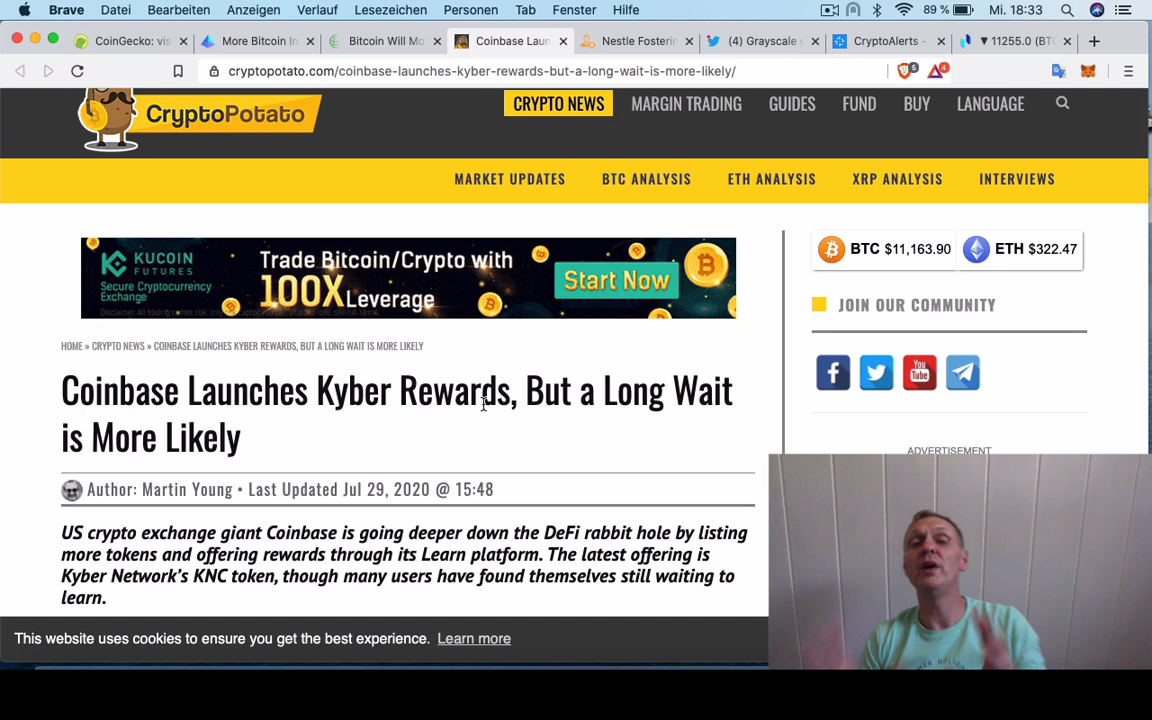 Brave Datei Bearbeiten Anzeigen Verlauf Lesezeichen Personen Tab Fenster Hilfe 89 % Mi. 18:33
CoinGecko: vis More Bitcoin In Bitcoin Will Mo Coinbase Laun Nestle Fosterin (4) Grayscale CryptoAlerts - ▼11255.0 (BT
cryptopotato.com/coinbase-launches-kyber-rewards-but-a-long-wait-is-more-likely/ 5 4
CryptoPotato CRYPTO NEWS MARGIN TRADING GUIDES FUND BUY LANGUAGE
MARKET UPDATES BTC ANALYSIS ETH ANALYSIS XRP ANALYSIS INTERVIEWS
KUCOIN
FUTURES
Secure Cryptocurrency
Exchange
Trade Bitcoin/Crypto with
100X Leverage
Start Now
BTC $11,163.90 ETH $322.47
JOIN OUR COMMUNITY
You
Tube
HOME » CRYPTO NEWS » COINBASE LAUNCHES KYBER REWARDS, BUT A LONG WAIT IS MORE LIKELY
Coinbase Launches Kyber Rewards, But a Long Wait
is More Likely
ADVERTISEMENT
Author: Martin Young • Last Updated Jul 29, 2020 @ 15:48
US crypto exchange giant Coinbase is going deeper down the DeFi rabbit hole by listing
more tokens and offering rewards through its Learn platform. The latest offering is
Kyber Network's KNC token, though many users have found themselves still waiting to
learn.
This website uses cookies to ensure you get the best experience. Learn more